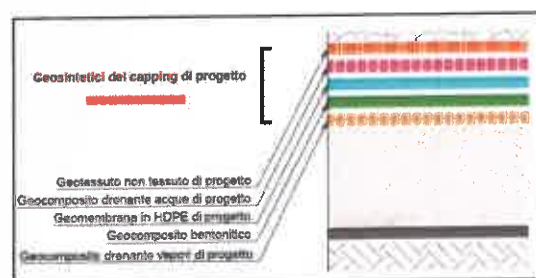 Geosintetici del capping di progetto
Geotessuto non tessuto di progetto
Geocomposito drenante acque di progetto
Geomembrana in HDPE di progetto
Geocomposito bentonitico
Geocomposito drenante vapori di progetto